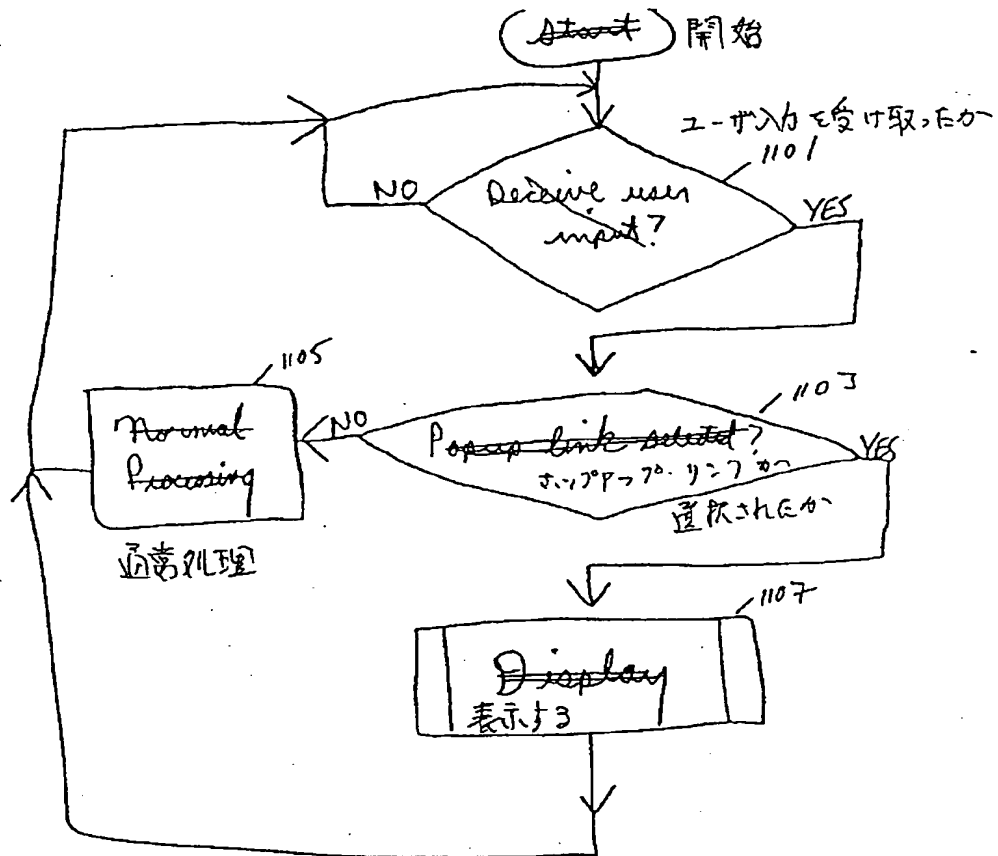 Start 開始
ユーザ入力を受け取ったか
1101
NO
Receive user
input?
YES
1105
1103
Normal
Processing
NO
Popup link selected?
YES
ポップアップ・リンクが
選択されたか
通常処理
1107
Display
表示する